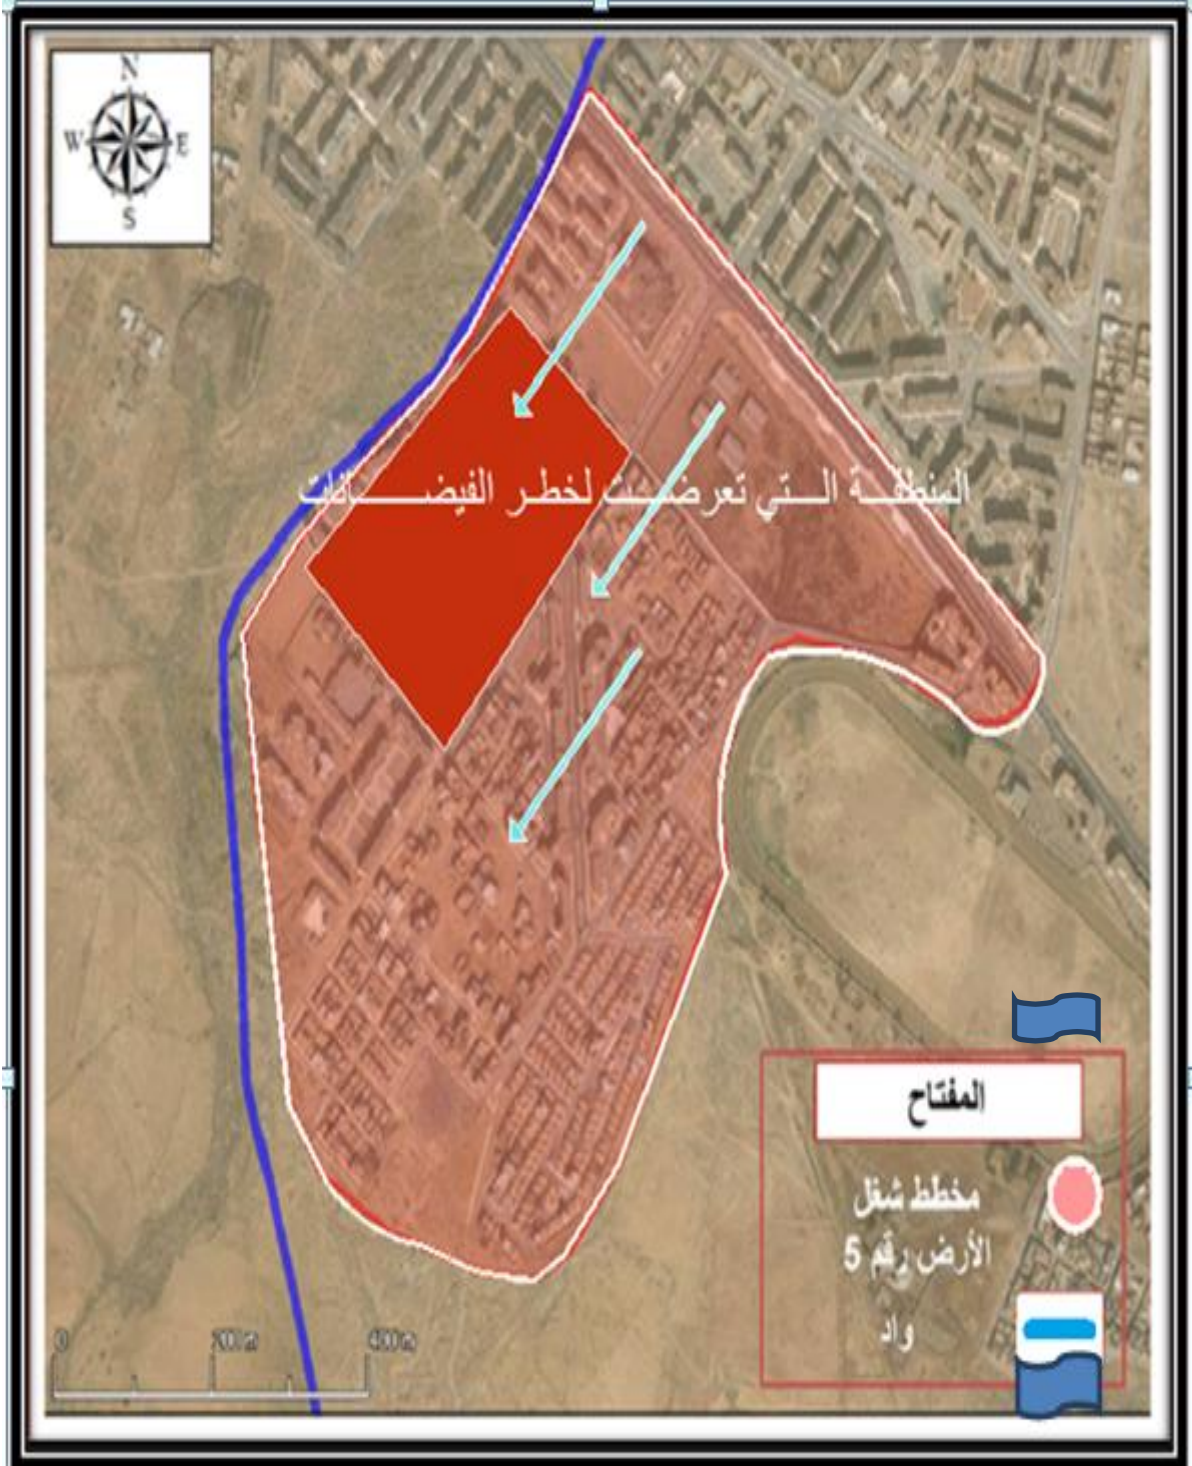 N
W E
S
المنطقة التي تعرضت لخطر الفيضانات
المفتاح
مخطط شغل
الأرض رقم 5
واد
0 200 m 400 m